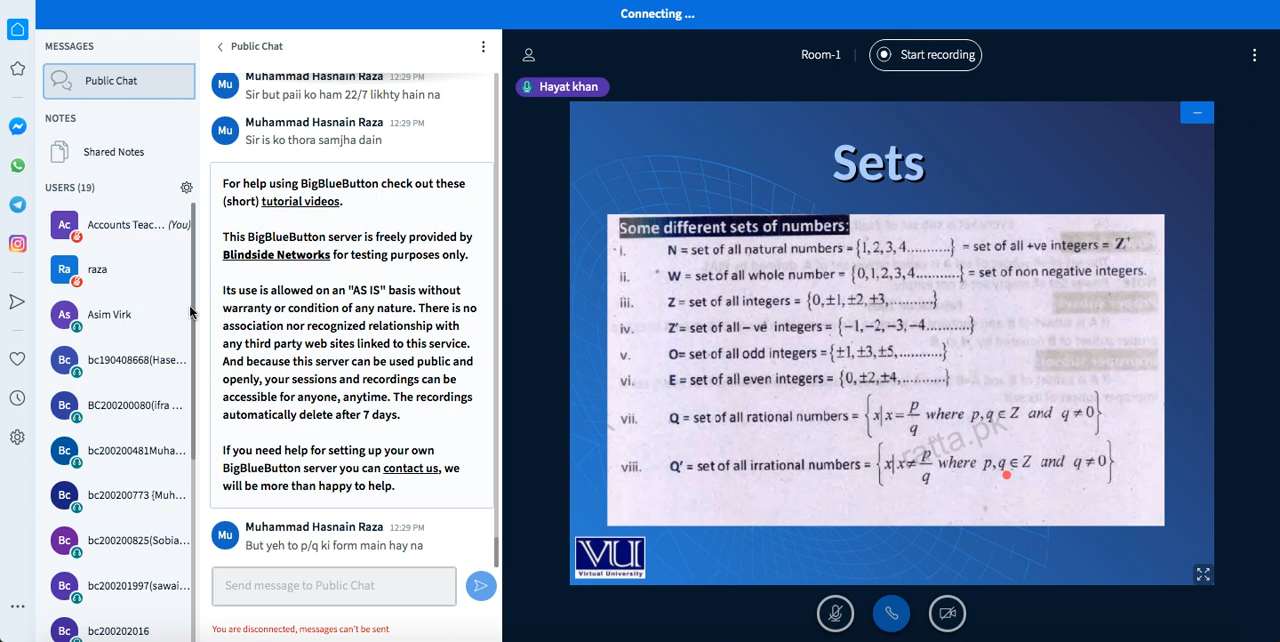 Connecting ...
MESSAGES
Public Chat
NOTES
Shared Notes
USERS (19)
Ac
Accounts Teac... (You)
Ra
raza
As
Asim Virk
Bc
bc190408668(Hase...
Bc
BC200200080(ifra ...
Bc
bc200200481Muha...
Bc
bc200200773 {Muh...
Bc
bc200200825(Sobia...
Bc
bc200201997(sawai...
Bc
bc200202016
Public Chat
Mu
Muhammad Hasnain Raza 12:29 PM
Sir but paii ko ham 22/7 likhty hain na
Mu
Muhammad Hasnain Raza 12:29 PM
Sir is ko thora samjha dain
For help using BigBlueButton check out these
(short) tutorial videos.
This BigBlueButton server is freely provided by
Blindside Networks for testing purposes only.
Its use is allowed on an "AS IS" basis without
warranty or condition of any nature. There is no
association nor recognized relationship with
any third party web sites linked to this service.
And because this server can be used public and
openly, your sessions and recordings can be
accessible for anyone, anytime. The recordings
automatically delete after 7 days.
If you need help for setting up your own
BigBlueButton server you can contact us, we
will be more than happy to help.
Mu
Muhammad Hasnain Raza 12:29 PM
But yeh to p/q ki form main hay na
Send message to Public Chat
You are disconnected, messages can't be sent
Room-1
Start recording
Hayat khan
Sets
Some different sets of numbers:
i. N = set of all natural numbers = {1,2,3,4...........} = set of all +ve integers = Z⁺
ii. W = set of all whole number = {0,1,2,3,4...........} = set of non negative integers.
iii. Z = set of all integers = {0,±1,±2,±3,..........}
iv. Z'= set of all – ve integers = {−1,−2,−3,−4..........}
v. O= set of all odd integers = {±1,±3,±5,...........}
vi. E = set of all even integers = {0,±2,±4,...........}
vii. Q = set of all rational numbers = {x|x = p/q where p,q ∈ Z and q ≠ 0}
viii. Q' = set of all irrational numbers = {x|x ≠ p/q where p,q ∈ Z and q ≠ 0}
ratta.pk
VU
Virtual University